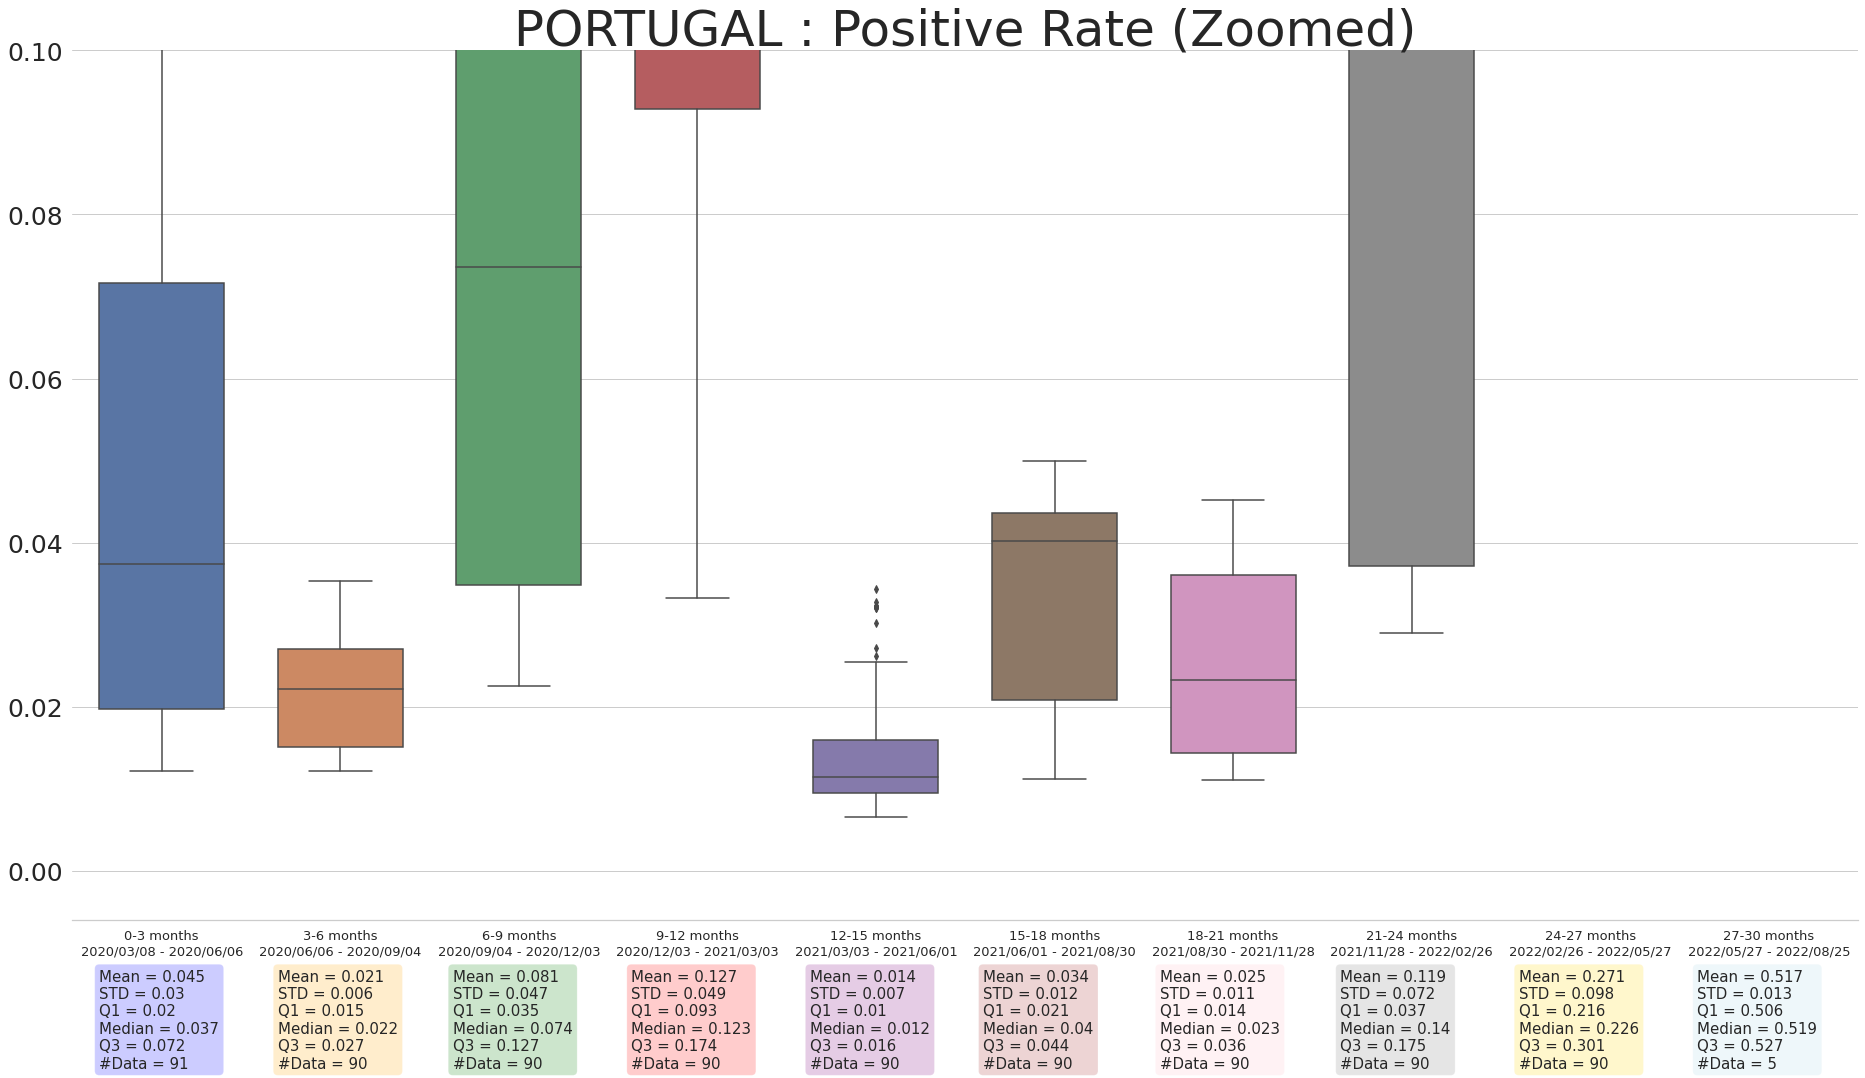 PORTUGAL : Positive Rate (Zoomed)
0.10
0.08
0.06
0.04
0.02
0.00
0-3 months
2020/03/08 - 2020/06/06
3-6 months
2020/06/06 - 2020/09/04
6-9 months
2020/09/04 - 2020/12/03
9-12 months
2020/12/03 - 2021/03/03
12-15 months
2021/03/03 - 2021/06/01
15-18 months
2021/06/01 - 2021/08/30
18-21 months
2021/08/30 - 2021/11/28
21-24 months
2021/11/28 - 2022/02/26
24-27 months
2022/02/26 - 2022/05/27
27-30 months
2022/05/27 - 2022/08/25
Mean = 0.045
STD = 0.03
Q1 = 0.02
Median = 0.037
Q3 = 0.072
#Data = 91
Mean = 0.021
STD = 0.006
Q1 = 0.015
Median = 0.022
Q3 = 0.027
#Data = 90
Mean = 0.081
STD = 0.047
Q1 = 0.035
Median = 0.074
Q3 = 0.127
#Data = 90
Mean = 0.127
STD = 0.049
Q1 = 0.093
Median = 0.123
Q3 = 0.174
#Data = 90
Mean = 0.014
STD = 0.007
Q1 = 0.01
Median = 0.012
Q3 = 0.016
#Data = 90
Mean = 0.034
STD = 0.012
Q1 = 0.021
Median = 0.04
Q3 = 0.044
#Data = 90
Mean = 0.025
STD = 0.011
Q1 = 0.014
Median = 0.023
Q3 = 0.036
#Data = 90
Mean = 0.119
STD = 0.072
Q1 = 0.037
Median = 0.14
Q3 = 0.175
#Data = 90
Mean = 0.271
STD = 0.098
Q1 = 0.216
Median = 0.226
Q3 = 0.301
#Data = 90
Mean = 0.517
STD = 0.013
Q1 = 0.506
Median = 0.519
Q3 = 0.527
#Data = 5